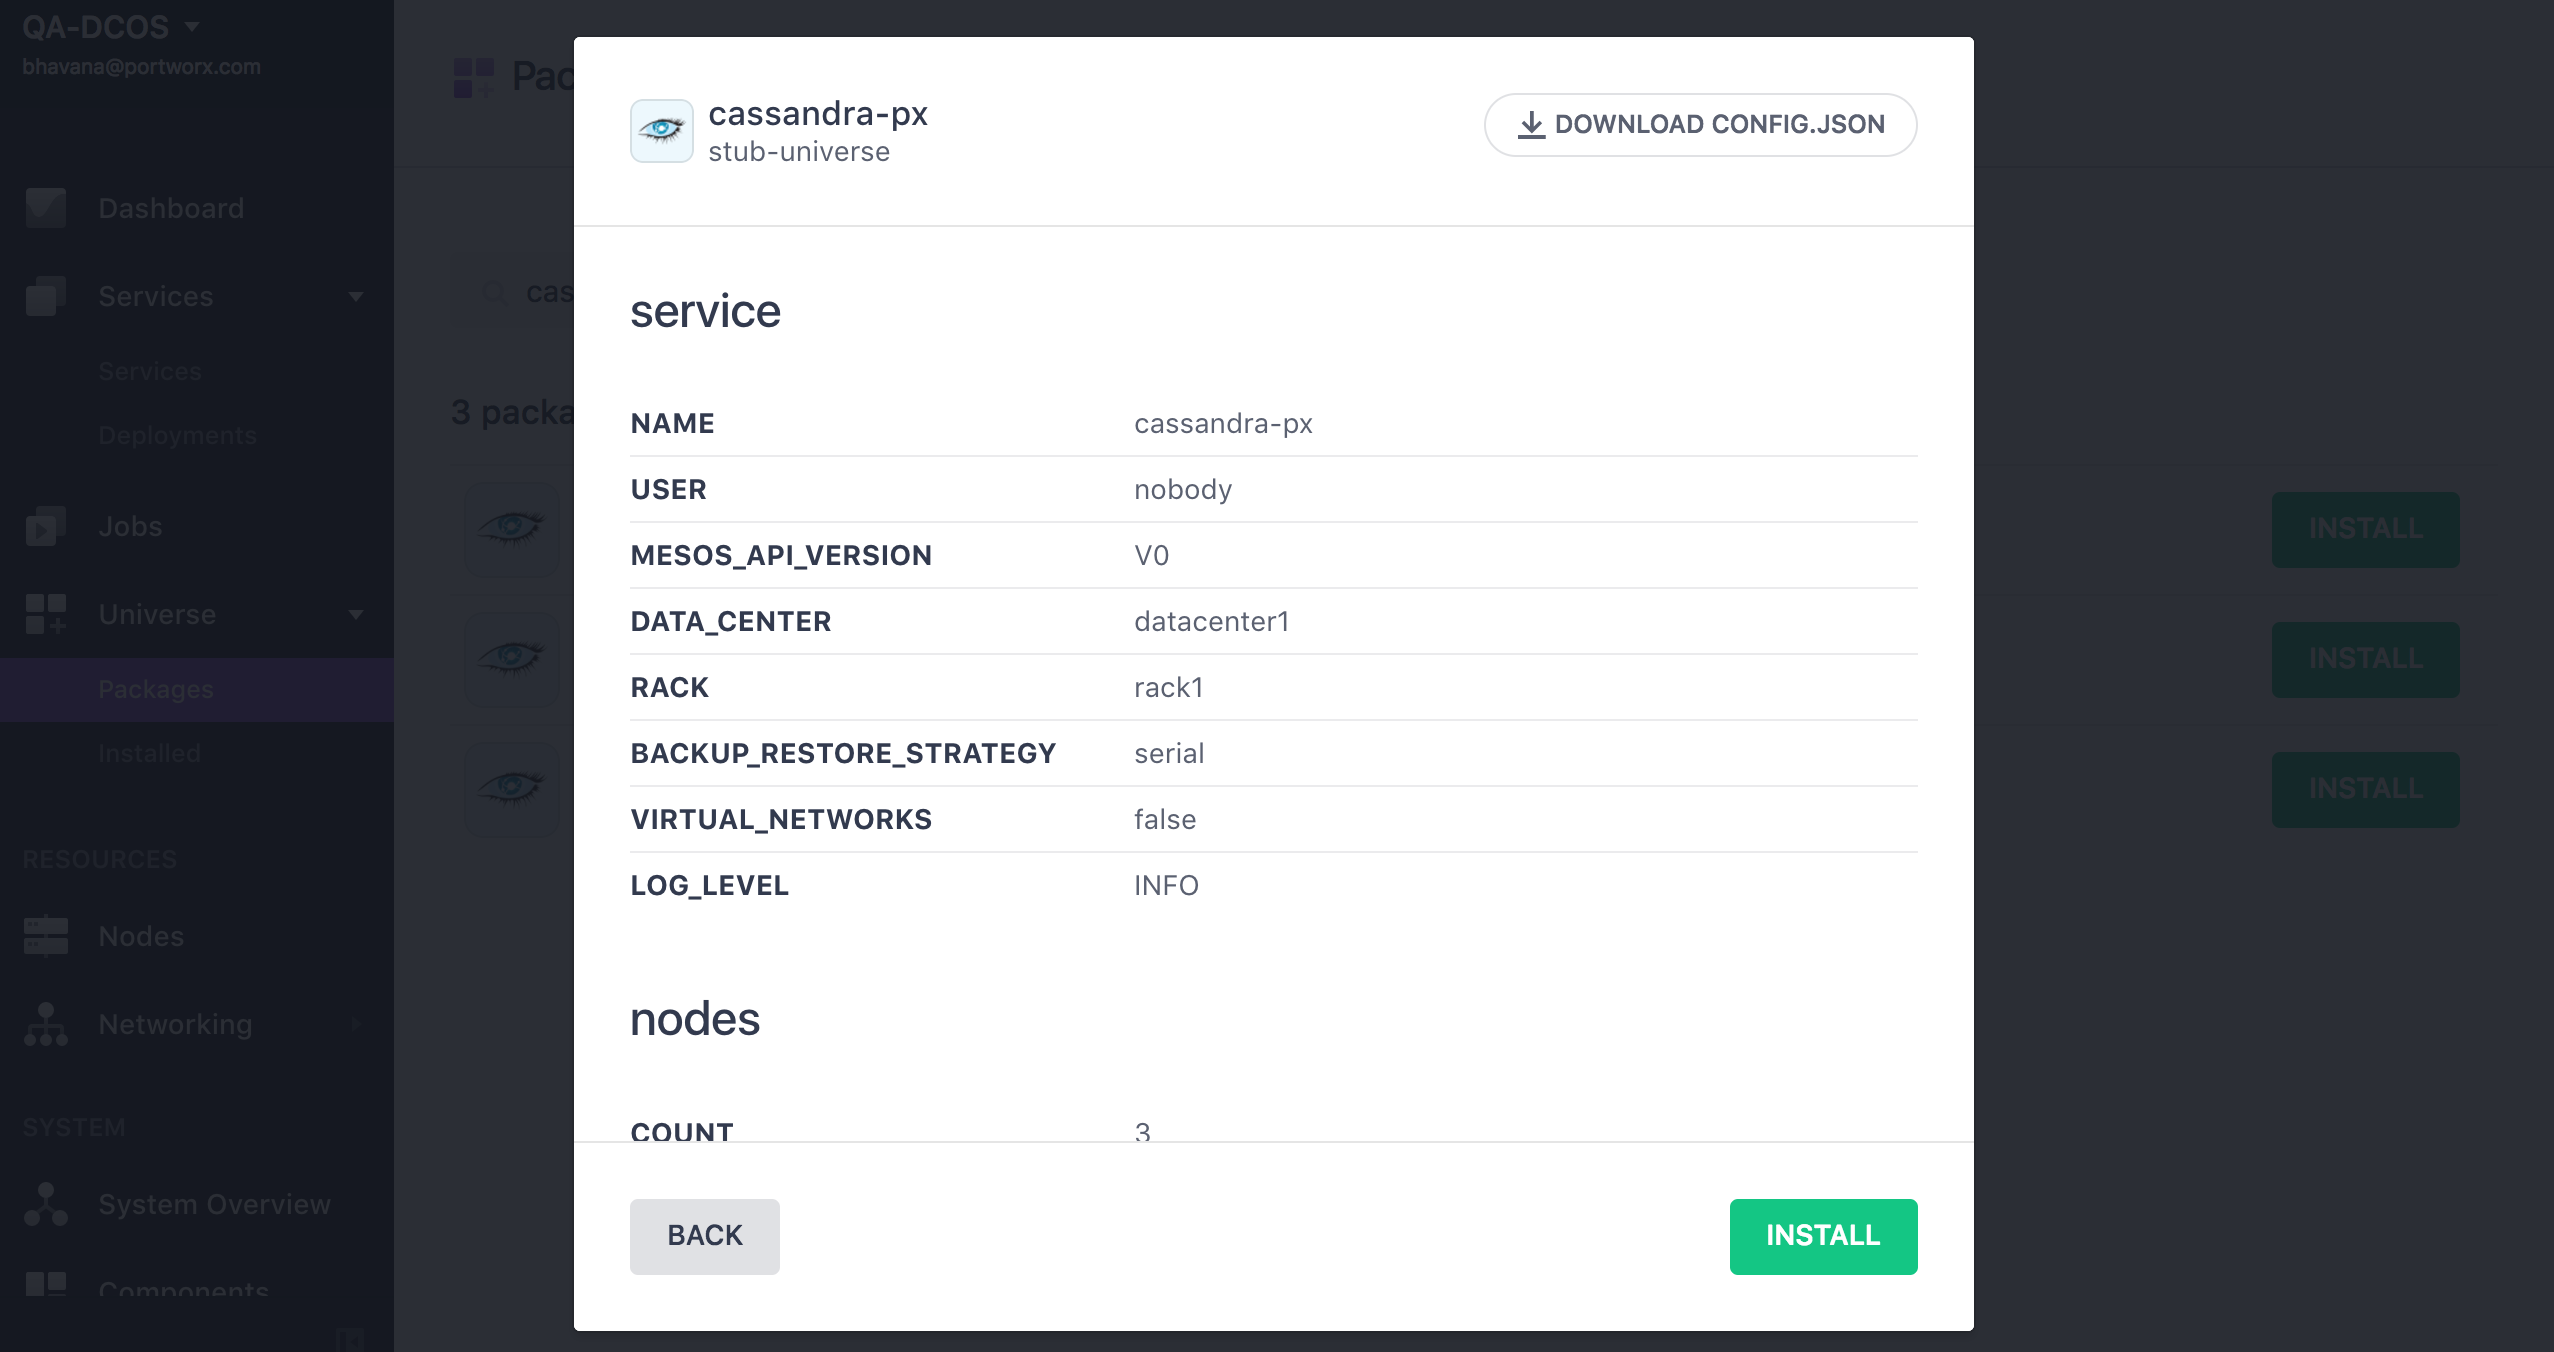 QA-DCOS
bhavana@portworx.com
Dashboard
Services
Services
Deployments
Jobs
Universe
Packages
Installed
RESOURCES
Nodes
Networking
SYSTEM
System Overview
Components
Pac
cas
3 packa
INSTALL
INSTALL
INSTALL
cassandra-px
stub-universe
DOWNLOAD CONFIG.JSON
service
NAME cassandra-px
USER nobody
MESOS_API_VERSION V0
DATA_CENTER datacenter1
RACK rack1
BACKUP_RESTORE_STRATEGY serial
VIRTUAL_NETWORKS false
LOG_LEVEL INFO
nodes
COUNT 3
BACK
INSTALL